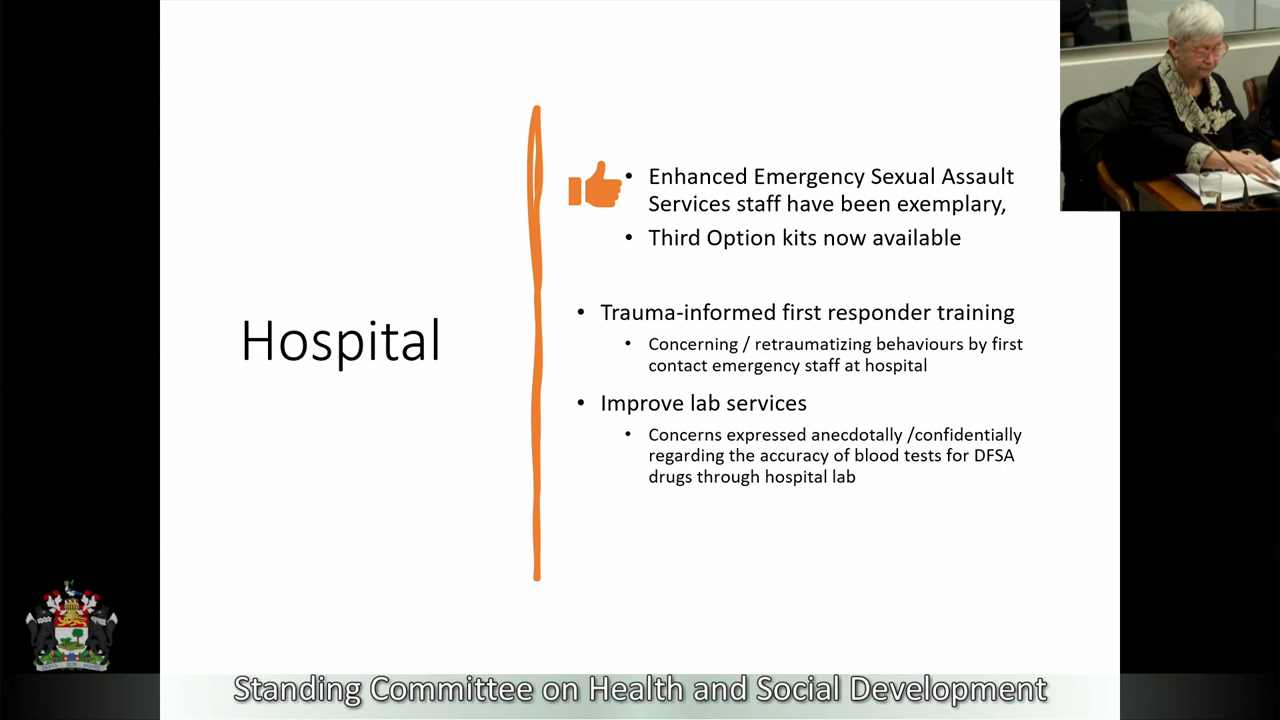 Hospital
• Enhanced Emergency Sexual Assault
Services staff have been exemplary,
• Third Option kits now available
• Trauma-informed first responder training
• Concerning / retraumatizing behaviours by first
contact emergency staff at hospital
• Improve lab services
• Concerns expressed anecdotally /confidentially
regarding the accuracy of blood tests for DFSA
drugs through hospital lab
Standing Committee on Health and Social Development